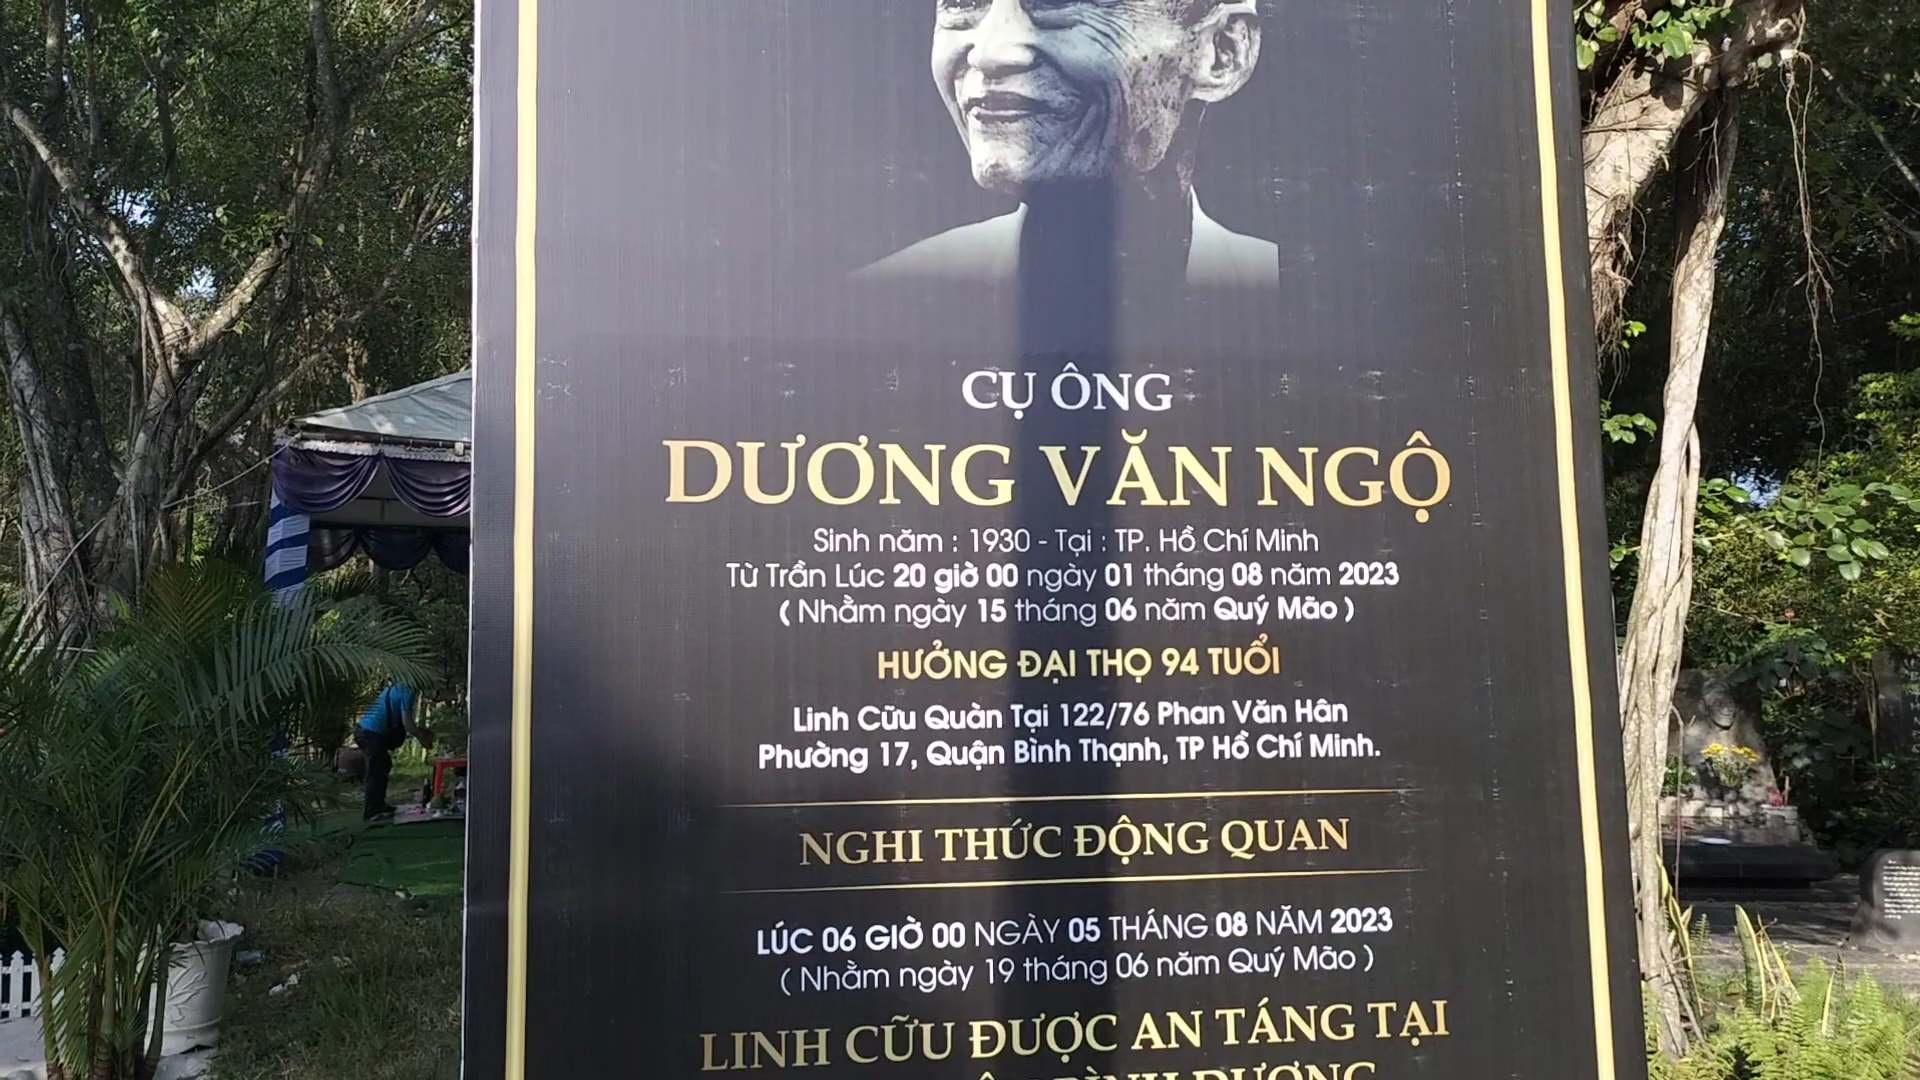 CỤ ÔNG
DƯƠNG VĂN NGỘ
Sinh năm : 1930 - Tại : TP. Hồ Chí Minh
Từ Trần Lúc 20 giờ 00 ngày 01 tháng 08 năm 2023
( Nhằm ngày 15 tháng 06 năm Quý Mão )
HƯỞNG ĐẠI THỌ 94 TUỔI
Linh Cữu Quàn Tại 122/76 Phan Văn Hân
Phường 17, Quận Bình Thạnh, TP Hồ Chí Minh.
NGHI THỨC ĐỘNG QUAN
LÚC 06 GIỜ 00 NGÀY 05 THÁNG 08 NĂM 2023
( Nhằm ngày 19 tháng 06 năm Quý Mão )
LINH CỮU ĐƯỢC AN TÁNG TẠI
BÌNH DƯƠNG